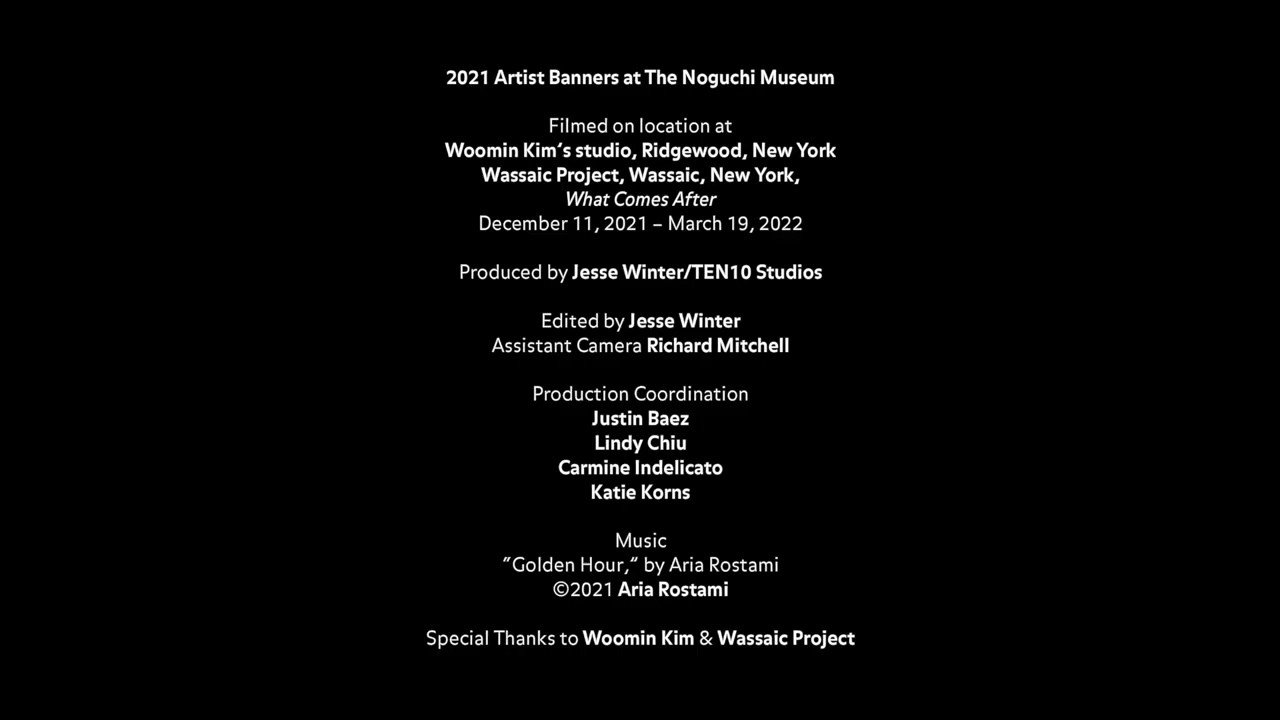 2021 Artist Banners at The Noguchi Museum
Filmed on location at
Woomin Kim‘s studio, Ridgewood, New York
Wassaic Project, Wassaic, New York,
What Comes After
December 11, 2021 – March 19, 2022
Produced by Jesse Winter/TEN10 Studios
Edited by Jesse Winter
Assistant Camera Richard Mitchell
Production Coordination
Justin Baez
Lindy Chiu
Carmine Indelicato
Katie Korns
Music
“Golden Hour,“ by Aria Rostami
©2021 Aria Rostami
Special Thanks to Woomin Kim & Wassaic Project